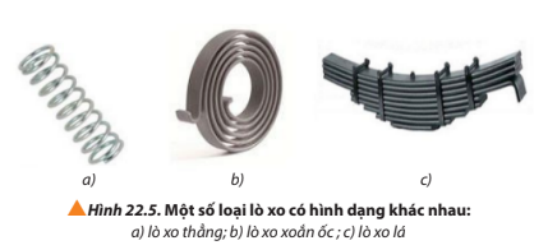 a) b) c)
Hình 22.5. Một số loại lò xo có hình dạng khác nhau:
a) lò xo thẳng; b) lò xo xoắn ốc ; c) lò xo lá